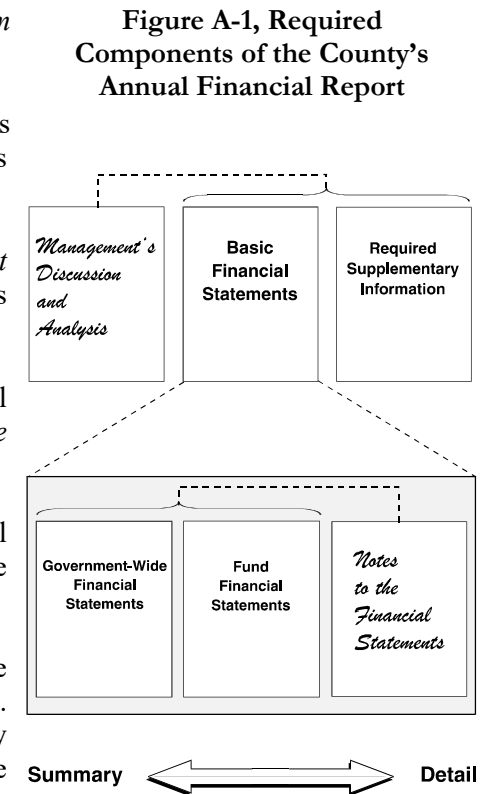 Figure A-1, Required
Components of the County's
Annual Financial Report
n
s
s
t
s
l
e
l
e
e
.
y
e
Management's
Discussion
and
Analysis
Basic
Financial
Statements
Required
Supplementary
Information
Government-Wide
Financial
Statements
Fund
Financial
Statements
Notes
to the
Financial
Statements
Summary
Detail